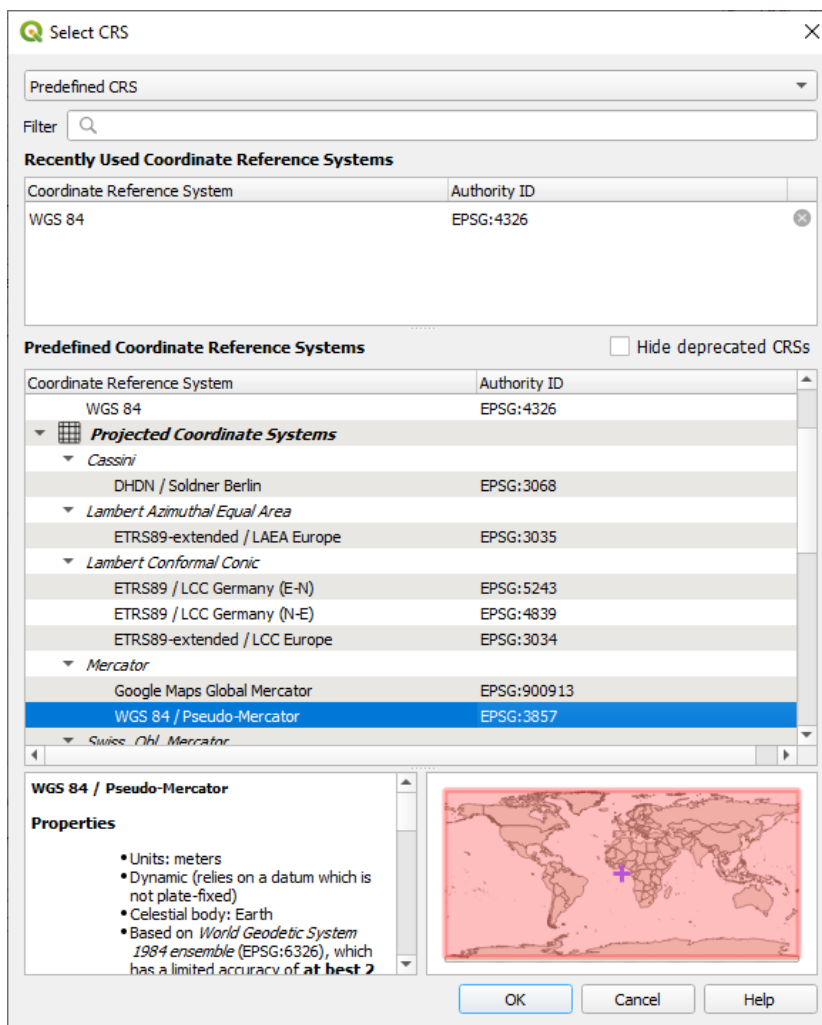 Select CRS
Predefined CRS
Filter
Recently Used Coordinate Reference Systems
Coordinate Reference System Authority ID
WGS 84 EPSG:4326
Predefined Coordinate Reference Systems Hide deprecated CRSs
Coordinate Reference System Authority ID
WGS 84 EPSG:4326
Projected Coordinate Systems
Cassini
DHDN / Soldner Berlin EPSG:3068
Lambert Azimuthal Equal Area
ETRS89-extended / LAEA Europe EPSG:3035
Lambert Conformal Conic
ETRS89 / LCC Germany (E-N) EPSG:5243
ETRS89 / LCC Germany (N-E) EPSG:4839
ETRS89-extended / LCC Europe EPSG:3034
Mercator
Google Maps Global Mercator EPSG:900913
WGS 84 / Pseudo-Mercator EPSG:3857
Swiss. Obl. Mercator
WGS 84 / Pseudo-Mercator
Properties
• Units: meters
• Dynamic (relies on a datum which is
not plate-fixed)
• Celestial body: Earth
• Based on World Geodetic System
1984 ensemble (EPSG:6326), which
has a limited accuracy of at best 2
OK Cancel Help